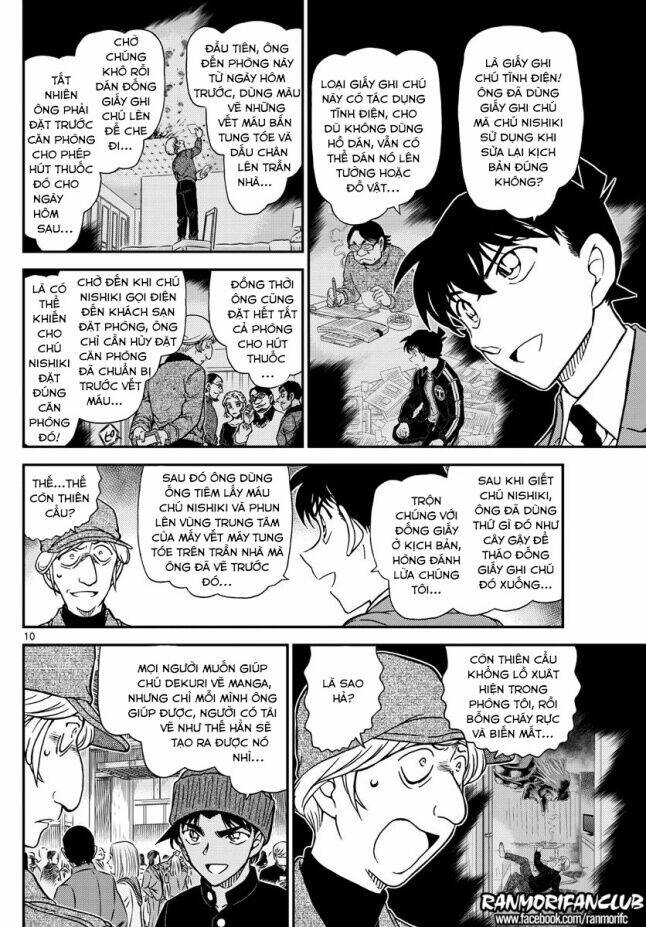 LÀ GIẤY GHI
CHÚ TĨNH ĐIỆN!
ÔNG ĐÃ DÙNG
GIẤY GHI CHÚ
MÀ CHÚ NISHIKI
SỬ DỤNG KHI
SỬA LẠI KỊCH
BẢN ĐÚNG
KHÔNG?
LOẠI GIẤY GHI CHÚ
NÀY CÓ TÁC DỤNG
TĨNH ĐIỆN, CHO
DÙ KHÔNG DÙNG
HỒ DÁN, VẪN CÓ
THỂ DÁN NÓ LÊN
TƯỜNG HOẶC
ĐỒ VẬT...
ĐẦU TIÊN, ÔNG
ĐẾN PHÒNG NÀY
TỪ NGÀY HÔM
TRƯỚC, DÙNG MÀU
VẼ NHỮNG
VẾT MÁU BẮN
TUNG TÓE VÀ
DẤU CHÂN
LÊN TRẦN
NHÀ...
CHỜ
CHÚNG
KHÔ RỒI
DÁN ĐỐNG
GIẤY GHI
CHÚ LÊN
ĐỂ CHE
ĐI...
TẤT
NHIÊN
ÔNG PHẢI
ĐẶT TRƯỚC
CĂN PHÒNG
CHO PHÉP
HÚT THUỐC
ĐÓ CHO
NGÀY
HÔM
SAU...
ĐỒNG THỜI
ÔNG CŨNG
ĐẶT HẾT TẤT
CẢ PHÒNG
CHO HÚT
THUỐC
...
CHỜ ĐẾN KHI CHÚ
NISHIKI GỌI ĐIỆN
ĐẾN KHÁCH SẠN
ĐẶT PHÒNG, ÔNG
CHỈ CẦN HỦY ĐẶT
CĂN PHÒNG
ĐÃ CHUẨN BỊ
TRƯỚC VẾT
MÁU...
LÀ CÓ
THỂ
KHIẾN
CHO
CHÚ
NISHIKI
ĐẶT
ĐÚNG
CĂN
PHÒNG
ĐÓ!
SAU KHI GIẾT
CHÚ NISHIKI,
ÔNG ĐÃ DÙNG
THỨ GÌ ĐÓ NHƯ
CÂY GẬY ĐỂ
THÁO ĐỐNG
GIẤY GHI
CHÚ ĐÓ
XUỐNG...
TRỘN
CHÚNG VỚI
ĐỐNG GIẤY
Ở KỊCH BẢN,
HÒNG ĐÁNH
LỪA CHÚNG
TÔI...
SAU ĐÓ ÔNG DÙNG
ỐNG TIÊM LẤY MÁU
CHÚ NISHIKI VÀ PHUN
LÊN VÙNG TRUNG TÂM
CỦA MẤY VẾT MÁY TUNG
TÓE TRÊN TRẦN NHÀ MÀ
ÔNG ĐÃ VẼ TRƯỚC
ĐÓ...
THẾ...THẾ
CÒN THIÊN
CẨU?
10
CÒN THIÊN CẨU
KHỔNG LỒ XUẤT
HIỆN TRONG
PHÒNG TÔI, RỒI
BỖNG CHÁY RỰC
VÀ BIẾN MẤT...
LÀ SAO
HẢ?
MỌI NGƯỜI MUỐN GIÚP
CHÚ DEKURI VẼ MANGA,
NHƯNG CHỈ MỖI MÌNH ÔNG
GIÚP ĐƯỢC, NGƯỜI CÓ TÀI
VẼ NHƯ THẾ HẲN SẼ
TẠO RA ĐƯỢC NÓ
NHỈ...
RANMORIFANCLUB
www.facebook.com/ranmorifc